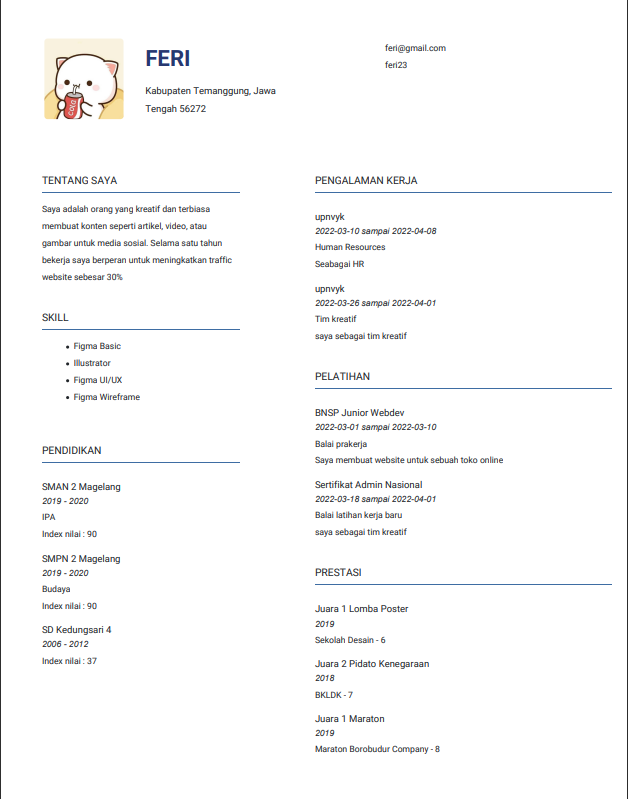 FERI
Kabupaten Temanggung, Jawa
Tengah 56272
feri@gmail.com
feri23
TENTANG SAYA
Saya adalah orang yang kreatif dan terbiasa
membuat konten seperti artikel, video, atau
gambar untuk media sosial. Selama satu tahun
bekerja saya berperan untuk meningkatkan traffic
website sebesar 30%
SKILL
Figma Basic
Illustrator
Figma UI/UX
Figma Wireframe
PENDIDIKAN
SMAN 2 Magelang
2019 - 2020
IPA
Index nilai : 90
SMPN 2 Magelang
2019 - 2020
Budaya
Index nilai : 90
SD Kedungsari 4
2006 - 2012
Index nilai : 37
PENGALAMAN KERJA
upnvyk
2022-03-10 sampai 2022-04-08
Human Resources
Seabagai HR
upnvyk
2022-03-26 sampai 2022-04-01
Tim kreatif
saya sebagai tim kreatif
PELATIHAN
BNSP Junior Webdev
2022-03-01 sampai 2022-03-10
Balai prakerja
Saya membuat website untuk sebuah toko online
Sertifikat Admin Nasional
2022-03-18 sampai 2022-04-01
Balai latihan kerja baru
saya sebagai tim kreatif
PRESTASI
Juara 1 Lomba Poster
2019
Sekolah Desain - 6
Juara 2 Pidato Kenegaraan
2018
BKLDK - 7
Juara 1 Maraton
2019
Maraton Borobudur Company - 8